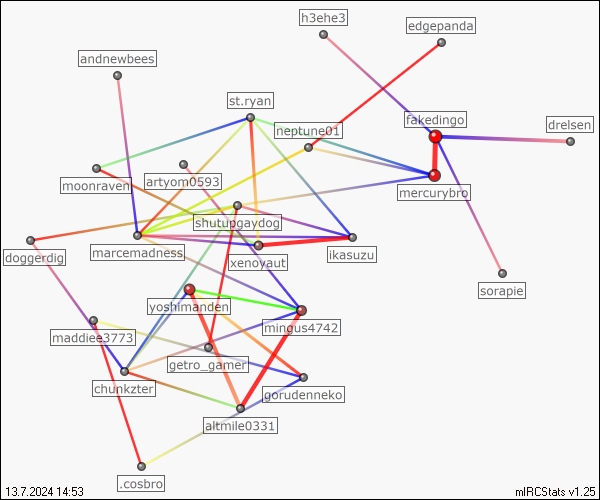 h3ehe3
edgepanda
andnewbees
st.ryan
fakedingo
neptune01
drelsen
moonraven
artyom0593
mercurybro
shutupgaydog
doggerdig
marcemadness
xenoyaut
ikasuzu
sorapie
yoshimanden
mingus4742
maddiee3773
getro_gamer
chunkzter
gorudenneko
altmile0331
.cosbro
13.7.2024 14:53
mIRCStats v1.25